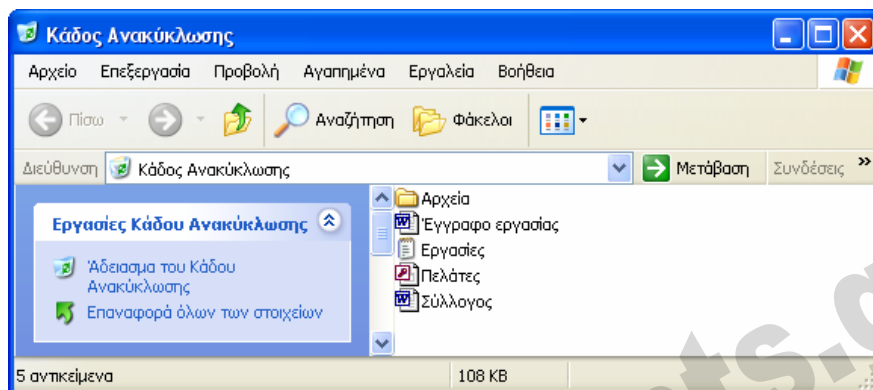 Κάδος Ανακύκλωσης
Αρχείο Επεξεργασία Προβολή Αγαπημένα Εργαλεία Βοήθεια
Πίσω Αναζήτηση Φάκελοι
Διεύθυνση Κάδος Ανακύκλωσης Μετάβαση Συνδέσεις »
Εργασίες Κάδου Ανακύκλωσης
Άδειασμα του Κάδου
Ανακύκλωσης
Επαναφορά όλων των στοιχείων
Αρχεία
Έγγραφο εργασίας
Εργασίες
Πελάτες
Σύλλογος
5 αντικείμενα 108 KB